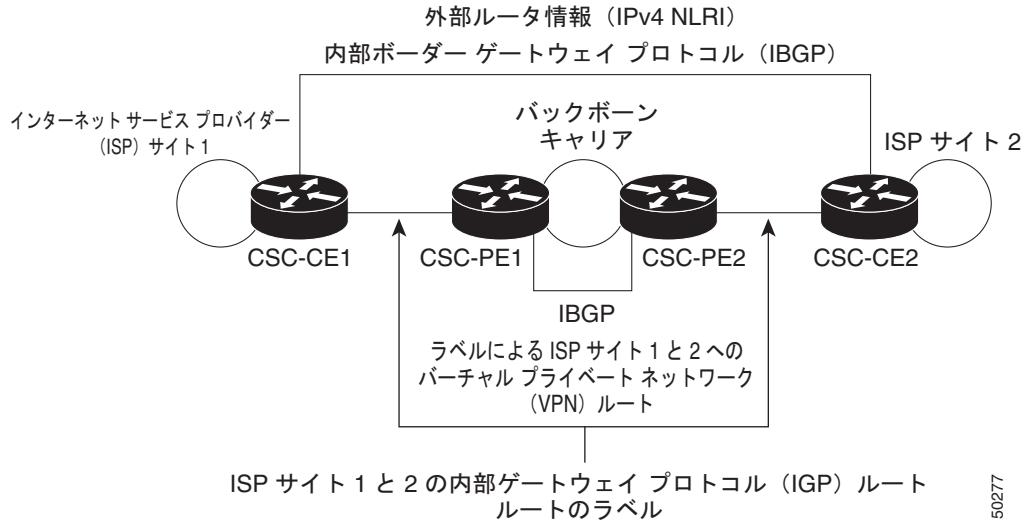 外部ルータ情報（IPv4 NLRI）
内部ボーダー ゲートウェイ プロトコル（IBGP）
インターネット サービス プロバイダー
（ISP）サイト 1
バックボーン
キャリア
ISP サイト 2
CSC-CE1
CSC-PE1
CSC-PE2
CSC-CE2
IBGP
ラベルによる ISP サイト 1 と 2 への
バーチャル プライベート ネットワーク
（VPN）ルート
ISP サイト 1 と 2 の内部ゲートウェイ プロトコル（IGP）ルート
ルートのラベル
50277